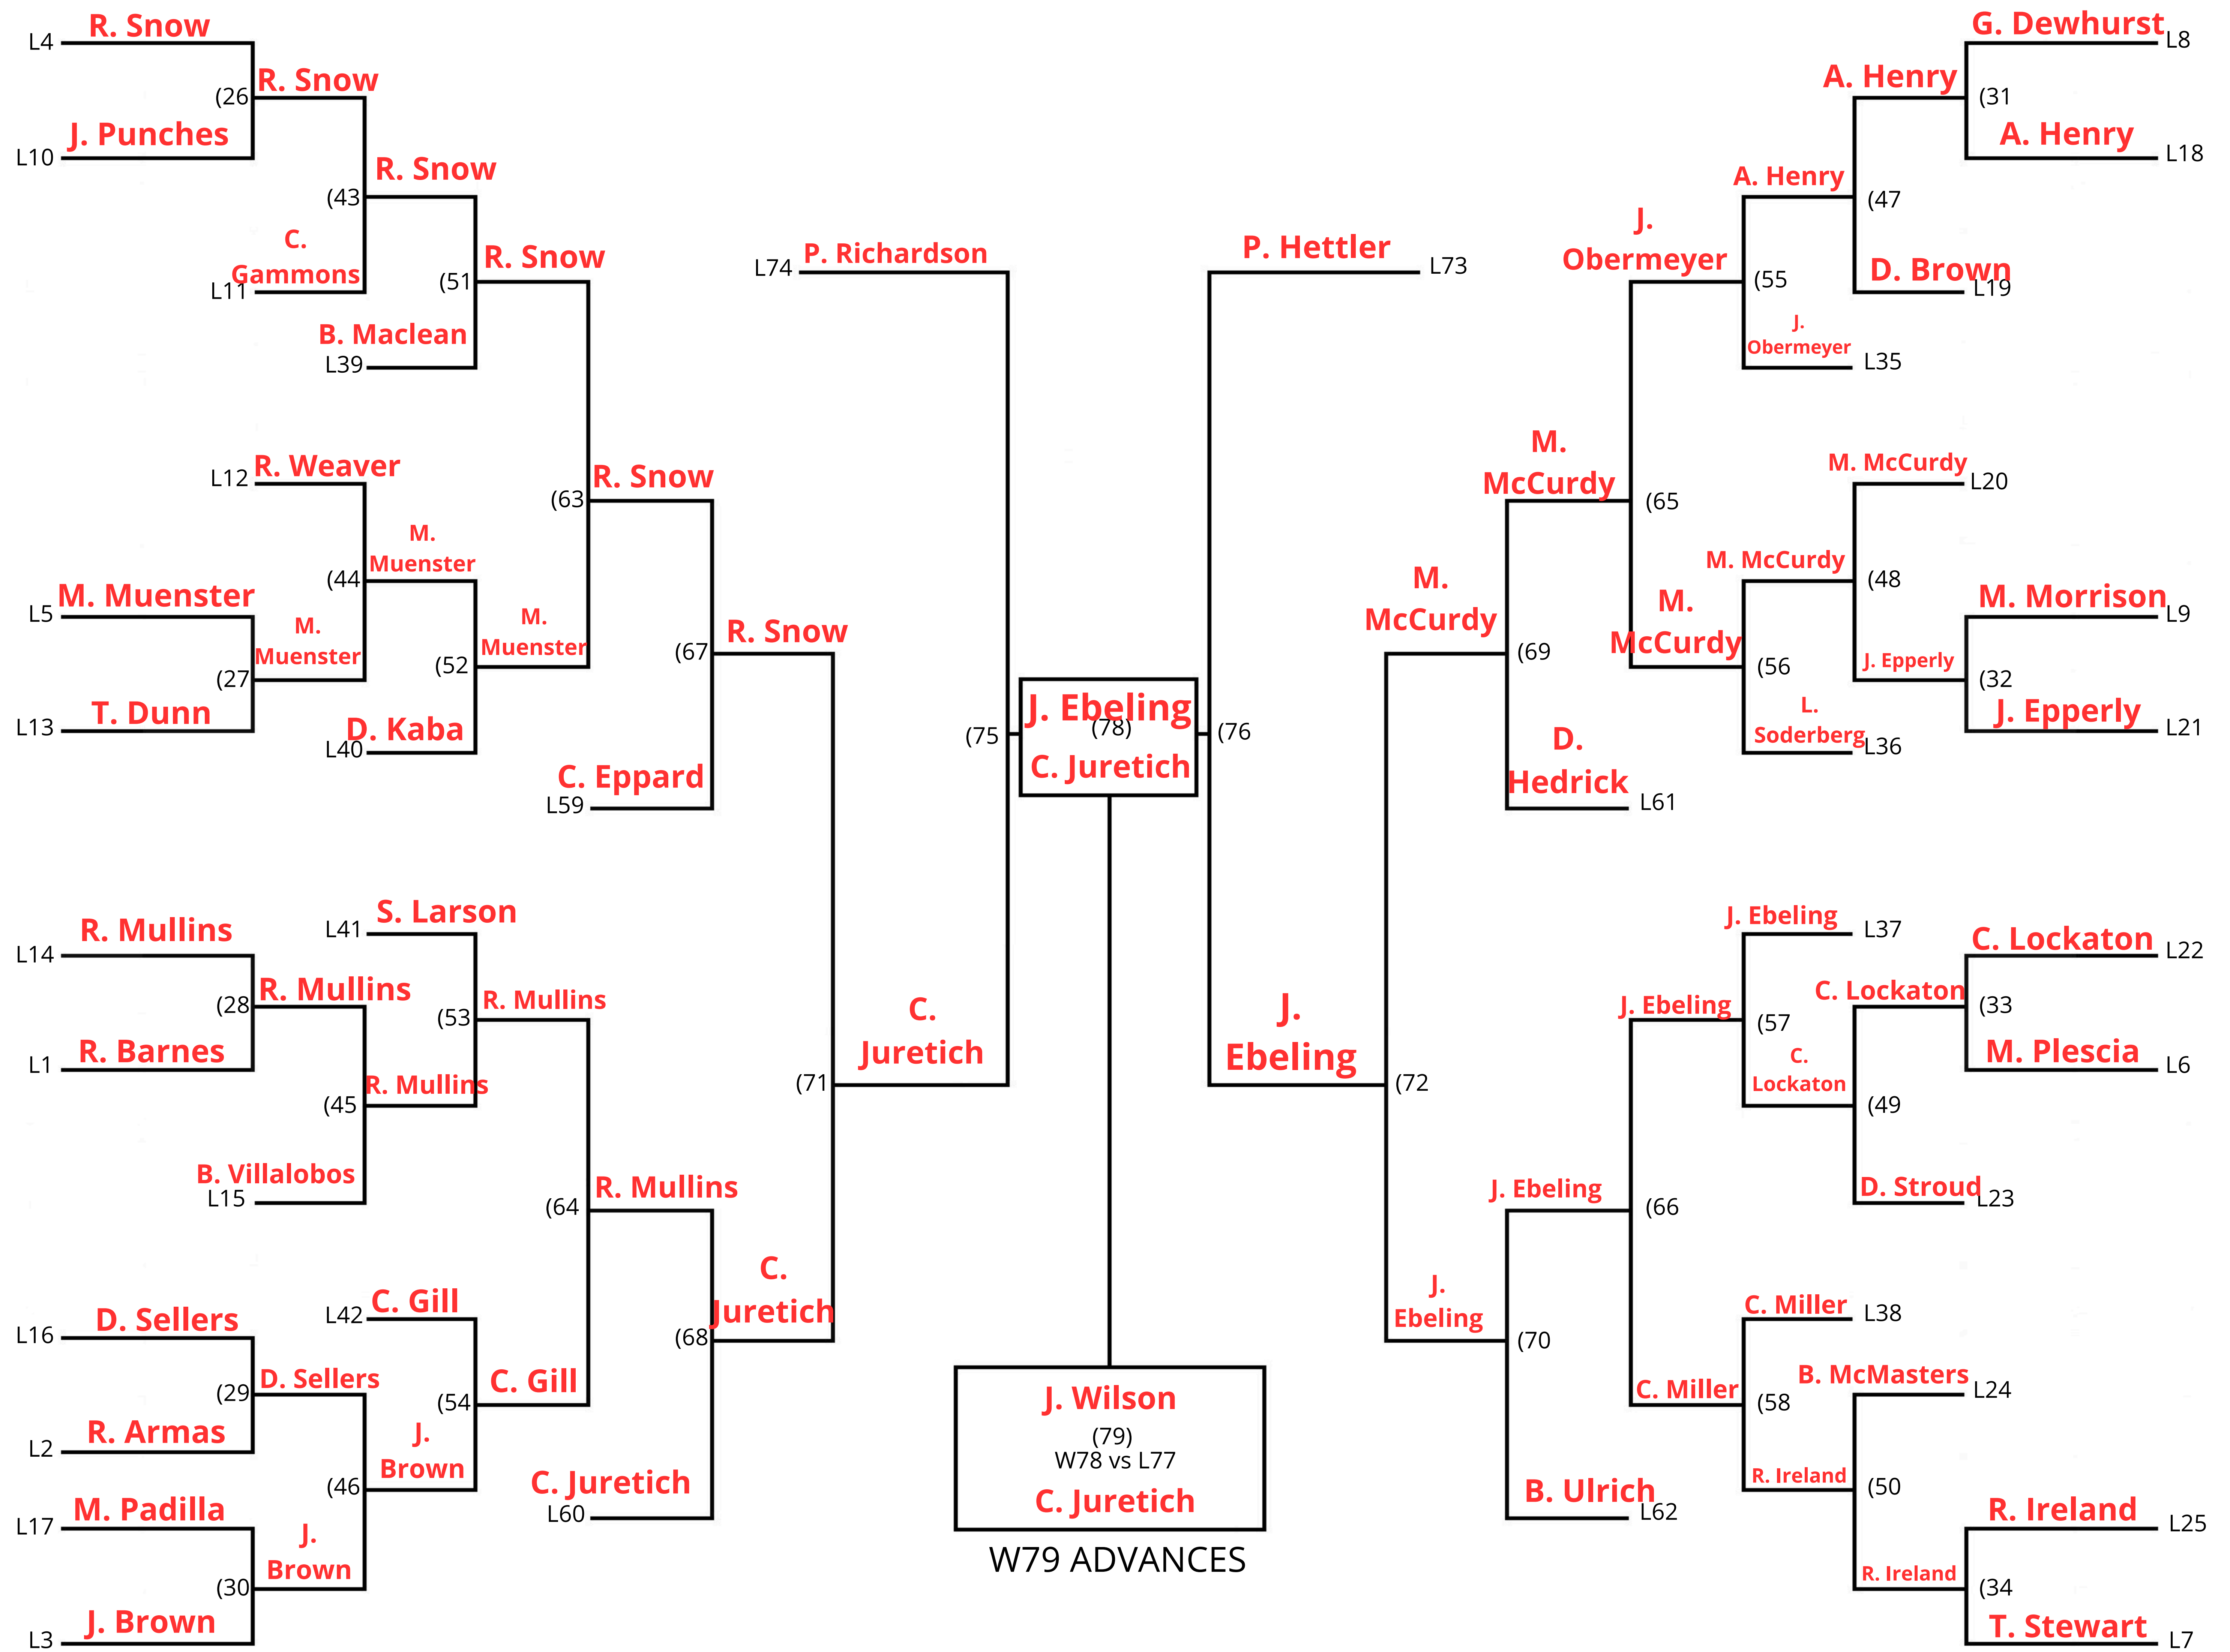 R. Snow
L4
(26
R. Snow
J. Punches
L10
(43
R. Snow
C.
Gammons
L11
(51
R. Snow
B. Maclean
L39
L12
R. Weaver
(63
R. Snow
M.
Muenster
(44
M. Muenster
L5
M.
Muenster
(27
M.
Muenster
(52
T. Dunn
L13
D. Kaba
L40
(67
R. Snow
C. Eppard
L59
R. Mullins
L14
L41
S. Larson
(28
R. Mullins
(53
R. Mullins
R. Barnes
L1
R. Mullins
(45
B. Villalobos
L15
(64
R. Mullins
D. Sellers
L16
L42
C. Gill
(29
D. Sellers
(54
C. Gill
R. Armas
L2
J.
Brown
(46
M. Padilla
L17
J.
Brown
(30
J. Brown
L3
(68
C.
Juretich
C. Juretich
L60
(71
C.
Juretich
L74
P. Richardson
(75
J. Ebeling
(78)
C. Juretich
(76
P. Hettler
L73
J. Wilson
(79)
W78 vs L77
C. Juretich
W79 ADVANCES
J.
Ebeling
(72
M.
McCurdy
(69
M.
McCurdy
(65
D.
Hedrick
L61
J.
Obermeyer
(55
A. Henry
(47
A. Henry
(31
G. Dewhurst
L8
A. Henry
L18
D. Brown
L19
J.
Obermeyer
L35
M. McCurdy
L20
M. McCurdy
(48
M.
McCurdy
(56
M. Morrison
L9
J. Epperly
(32
J. Epperly
L21
L.
Soderberg
L36
J. Ebeling
L37
C. Lockaton
L22
J. Ebeling
(57
C. Lockaton
(33
M. Plescia
L6
C.
Lockaton
(49
D. Stroud
L23
J. Ebeling
(66
J.
Ebeling
(70
C. Miller
L38
B. McMasters
L24
C. Miller
(58
R. Ireland
(50
R. Ireland
L25
R. Ireland
(34
T. Stewart
L7
B. Ulrich
L62